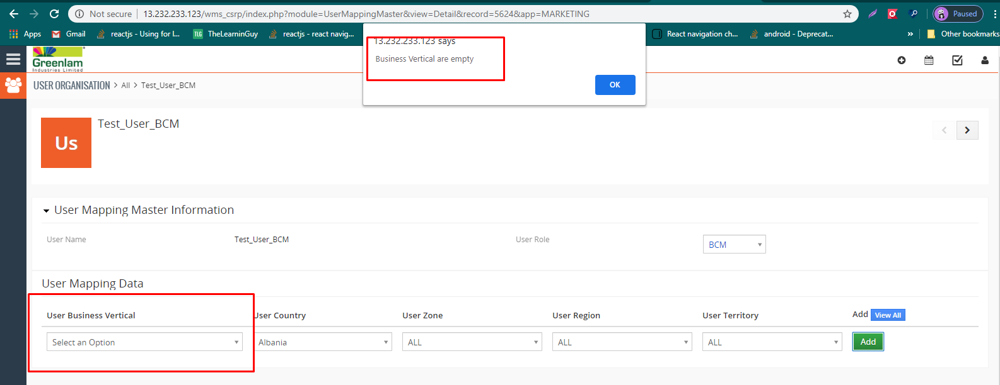 Not secure 13.232.233.123/wms_csrp/index.php?module=UserMappingMaster&view=Detail&record=5624&app=MARKETING Paused
Apps Gmail reactjs - Using for l... TLG TheLearninGuy reactjs - react navig... React navigation ch... android - Deprecat... » Other bookmarks
13.232.233.123 says
Business Vertical are empty
OK
Greenlam
Industries Limited
USER ORGANISATION > All > Test_User_BCM
Us
Test_User_BCM
User Mapping Master Information
User Name Test_User_BCM User Role BCM
User Mapping Data
User Business Vertical User Country User Zone User Region User Territory Add View All
Select an Option Albania ALL ALL ALL Add